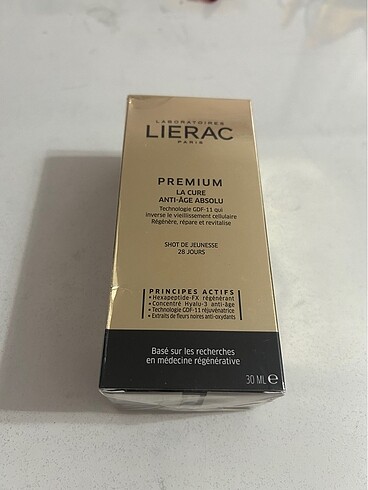 LABORATOIRES
LIERAC
PARIS
PREMIUM
LA CURE
ANTI-ÂGE ABSOLU
Technologie GDF-11 qui
inverse le vieillissement cellulaire
Régénère, répare et revitalise
SHOT DE JEUNESSE
28 JOURS
PRINCIPES ACTIFS
• Hexapeptide-FX régénérant
• Concentré Hyalu-3 anti-âge
• Technologie GDF-11 réjuvénatrice
• Extraits de fleurs noires anti-oxydants
Basé sur les recherches
en médecine régénérative
30 ML ℮